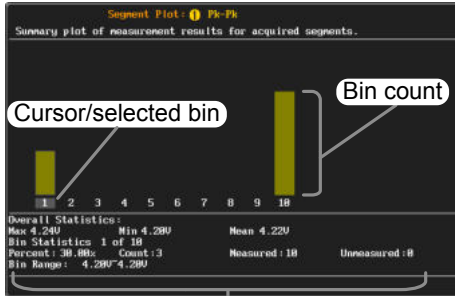 Segment Plot: 1 Pk-Pk
Summary plot of measurement results for acquired segments.
Bin count
Cursor/selected bin
1 2 3 4 5 6 7 8 9 10
Overall Statistics:
Max 4.24V Min 4.20V Mean 4.22V
Bin Statistics 1 of 10
Percent: 30.00% Count:3 Measured:10 Unmeasured:0
Bin Range: 4.20V~4.20V